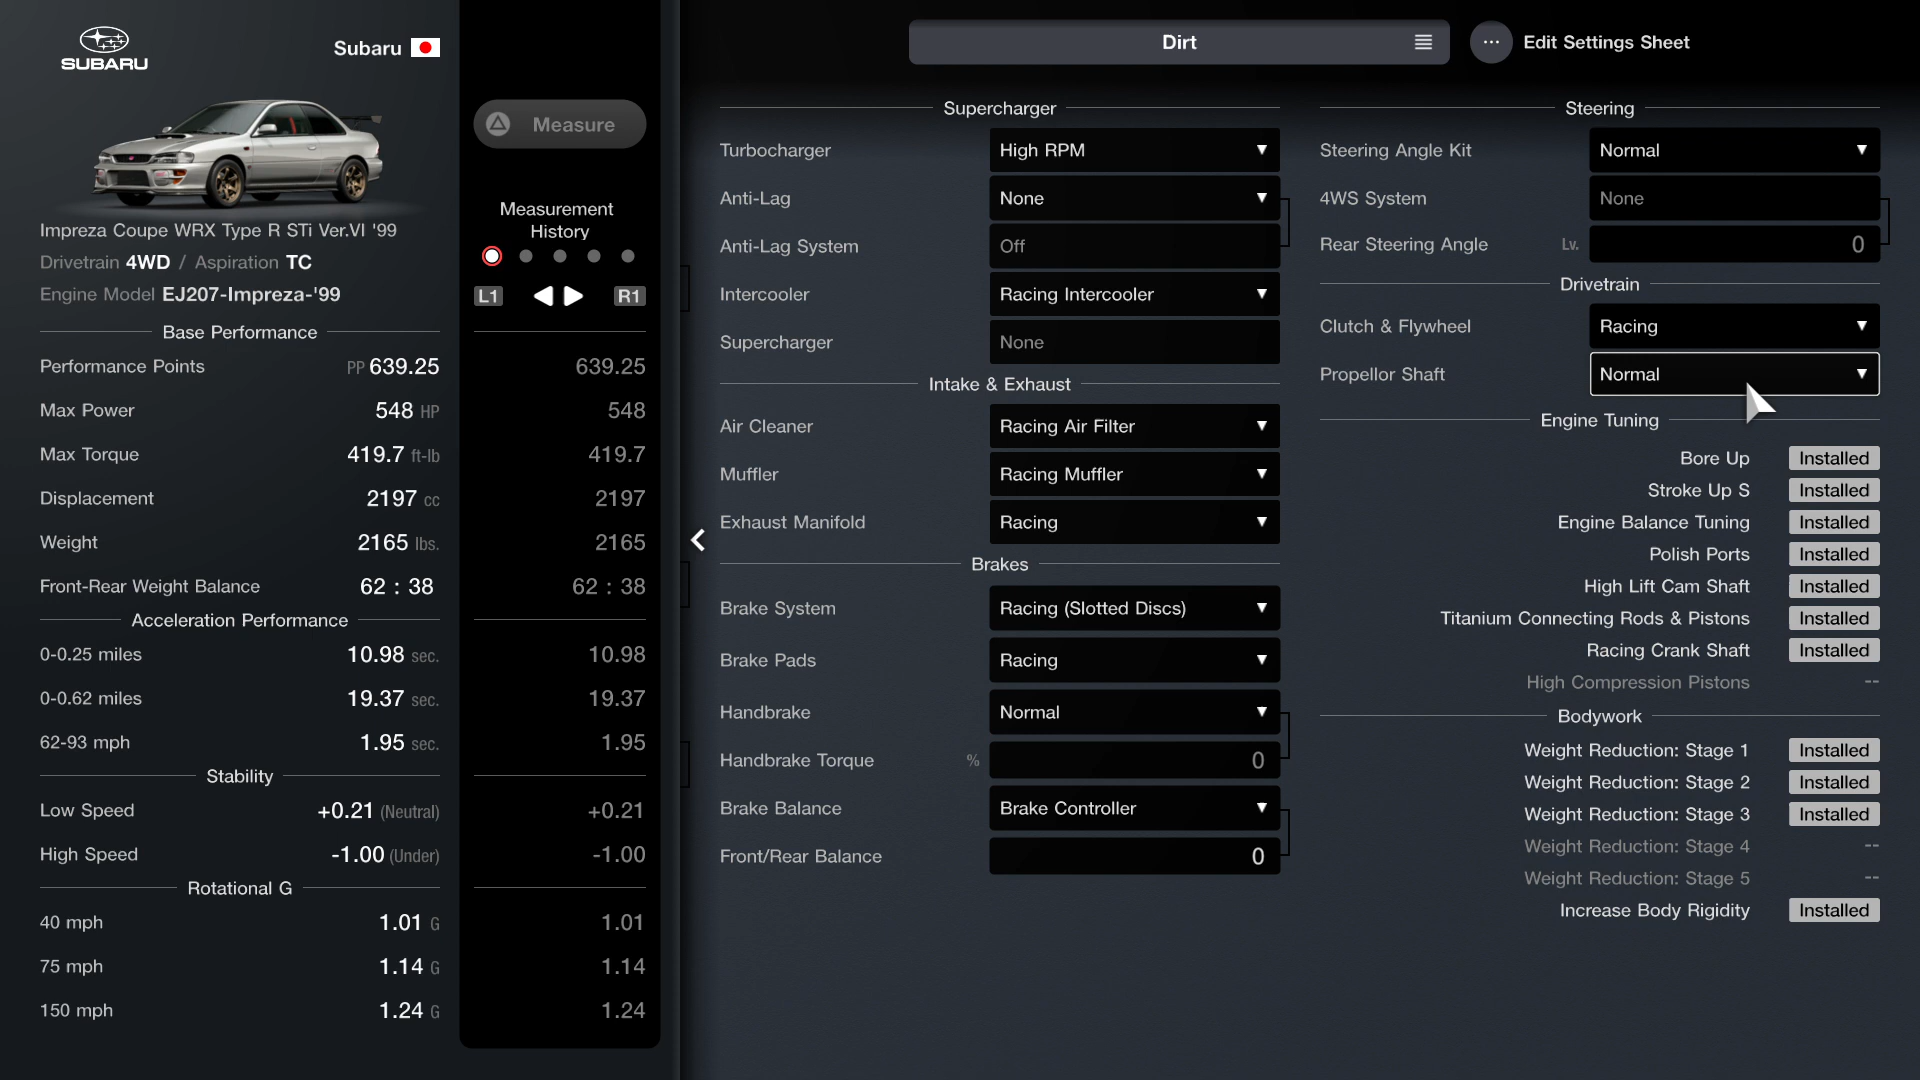 SUBARU
Subaru
Impreza Coupe WRX Type R STi Ver.VI '99
Drivetrain 4WD / Aspiration TC
Engine Model EJ207-Impreza-'99
Base Performance
Performance Points PP 639.25
Max Power 548 HP
Max Torque 419.7 ft-lb
Displacement 2197 cc
Weight 2165 lbs.
Front-Rear Weight Balance 62 : 38
Acceleration Performance
0-0.25 miles 10.98 sec.
0-0.62 miles 19.37 sec.
62-93 mph 1.95 sec.
Stability
Low Speed +0.21 (Neutral)
High Speed -1.00 (Under)
Rotational G
40 mph 1.01 G
75 mph 1.14 G
150 mph 1.24 G
Measure
Measurement
History
L1 R1
639.25
548
419.7
2197
2165
62 : 38
10.98
19.37
1.95
+0.21
-1.00
1.01
1.14
1.24
Dirt
Edit Settings Sheet
Supercharger
Turbocharger High RPM
Anti-Lag None
Anti-Lag System Off
Intercooler Racing Intercooler
Supercharger None
Intake & Exhaust
Air Cleaner Racing Air Filter
Muffler Racing Muffler
Exhaust Manifold Racing
Brakes
Brake System Racing (Slotted Discs)
Brake Pads Racing
Handbrake Normal
Handbrake Torque % 0
Brake Balance Brake Controller
Front/Rear Balance 0
Steering
Steering Angle Kit Normal
4WS System None
Rear Steering Angle Lv. 0
Drivetrain
Clutch & Flywheel Racing
Propellor Shaft Normal
Engine Tuning
Bore Up Installed
Stroke Up S Installed
Engine Balance Tuning Installed
Polish Ports Installed
High Lift Cam Shaft Installed
Titanium Connecting Rods & Pistons Installed
Racing Crank Shaft Installed
High Compression Pistons --
Bodywork
Weight Reduction: Stage 1 Installed
Weight Reduction: Stage 2 Installed
Weight Reduction: Stage 3 Installed
Weight Reduction: Stage 4 --
Weight Reduction: Stage 5 --
Increase Body Rigidity Installed